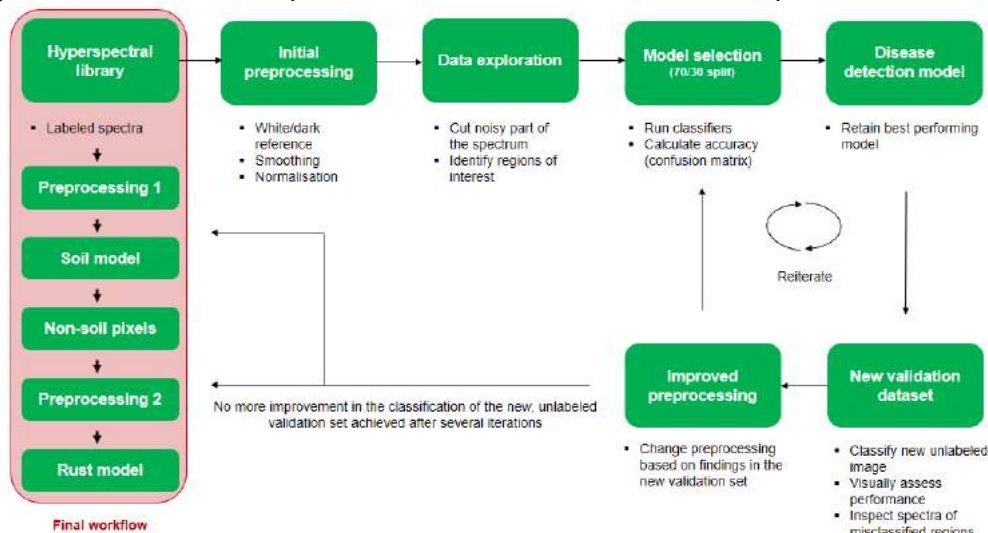 Hyperspectral
library
Initial
preprocessing
Data exploration
Model selection
(70/30 split)
Disease
detection model
▪ Labeled spectra
▪ White/dark
reference
▪ Smoothing
▪ Normalisation
▪ Cut noisy part of
the spectrum
▪ Identify regions of
interest
▪ Run classifiers
▪ Calculate accuracy
(confusion matrix)
▪ Retain best performing
model
Preprocessing 1
Soil model
Non-soil pixels
Preprocessing 2
Rust model
Final workflow
Reiterate
No more improvement in the classification of the new, unlabeled
validation set achieved after several iterations
Improved
preprocessing
▪ Change preprocessing
based on findings in the
new validation set
New validation
dataset
▪ Classify new unlabeled
image
▪ Visually assess
performance
▪ Inspect spectra of
misclassified regions